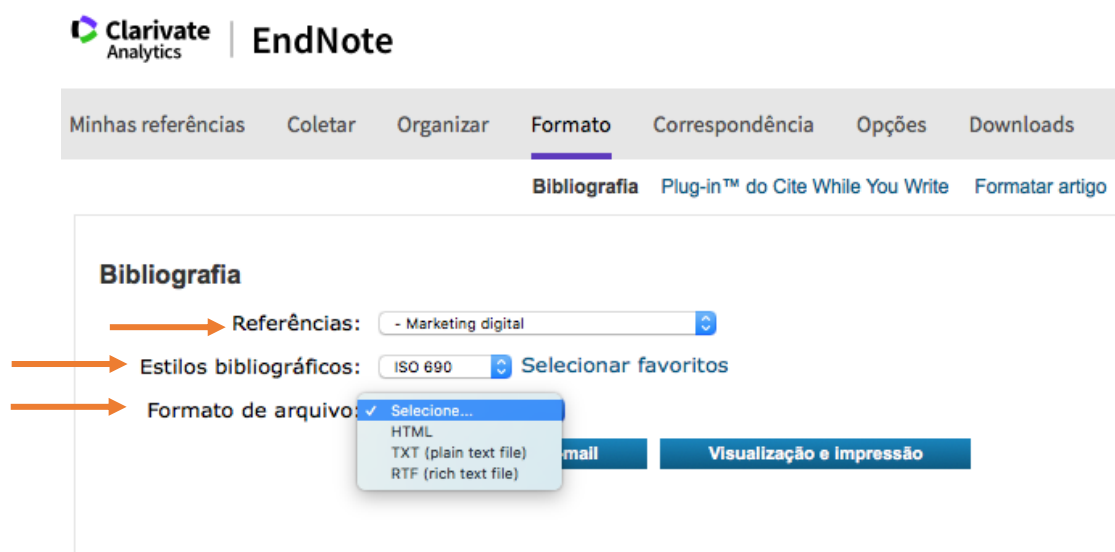 Clarivate
Analytics
EndNote
Minhas referências Coletar Organizar Formato Correspondência Opções Downloads
Bibliografia Plug-in™ do Cite While You Write Formatar artigo
Bibliografia
Referências: - Marketing digital
Estilos bibliográficos: ISO 690 Selecionar favoritos
Formato de arquivo: ✓ Selecione...
HTML
TXT (plain text file)
RTF (rich text file)
Visualização e impressão